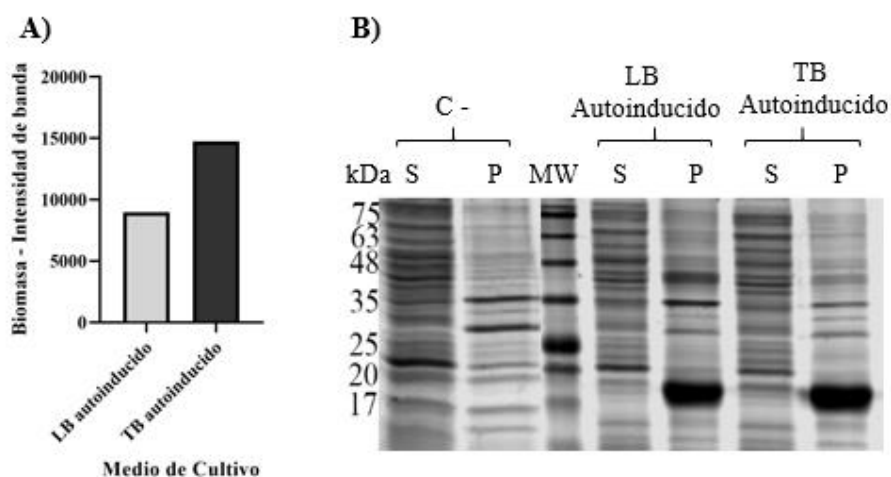 A)
20000
15000
10000
5000
0
Biomasa - Intensidad de banda
LB autoinducido
TB autoinducido
Medio de Cultivo
B)
C -
LB
Autoinducido
TB
Autoinducido
kDa S P MW S P S P
75
63
48
35
25
20
17